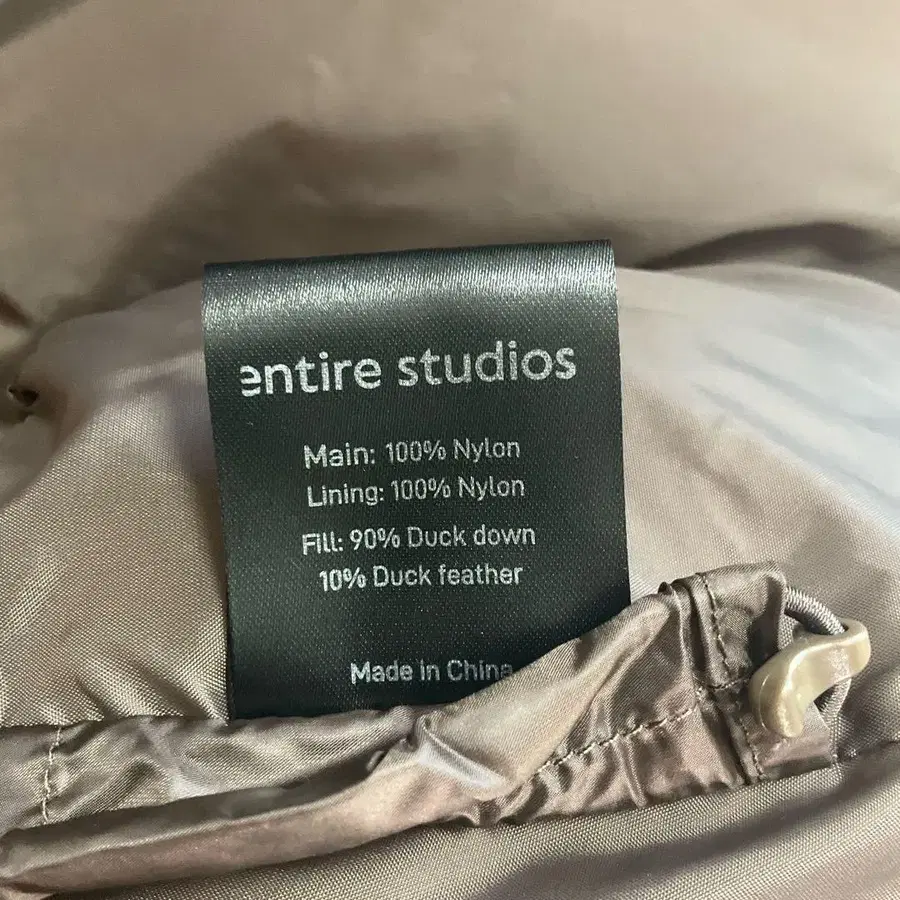 entire studios
Main: 100% Nylon
Lining: 100% Nylon
Fill: 90% Duck down
10% Duck feather
Made in China